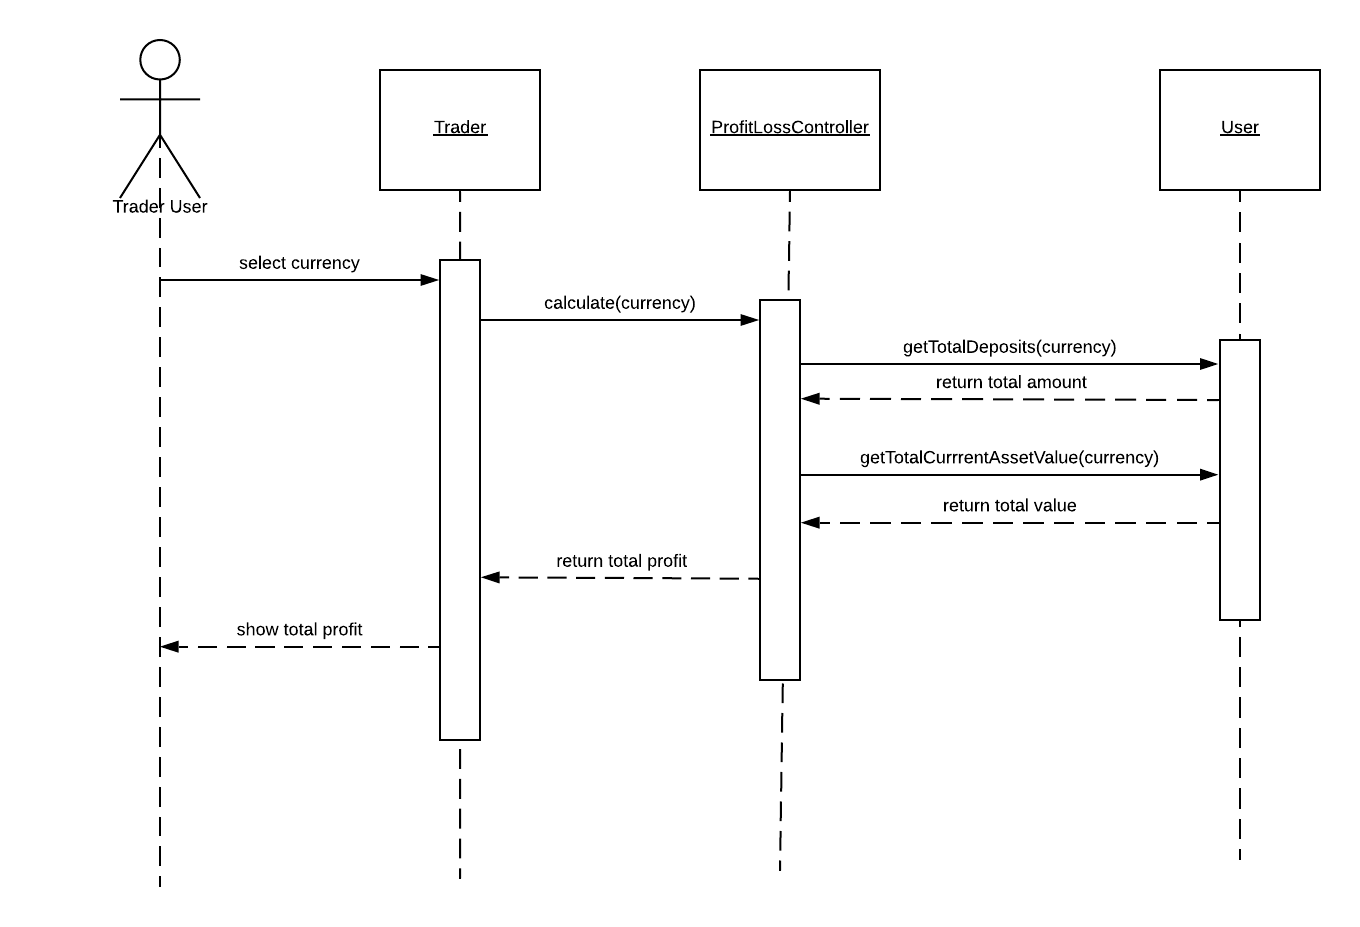 Trader
ProfitLossController
User
Trader User
select currency
calculate(currency)
getTotalDeposits(currency)
return total amount
getTotalCurrrentAssetValue(currency)
return total value
return total profit
show total profit